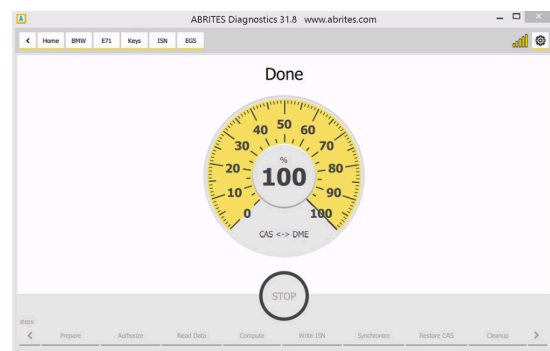 A ABRITES Diagnostics 31.8 www.abrites.com
Home BMW E71 Keys ISN EGS
Done
0 10 20 30 40 50 60 70 80 90 100
%
100
CAS <-> DME
STOP
steps:
Prepare Authorize Read Data Compute Write ISN Synchronize Restore CAS Cleanup